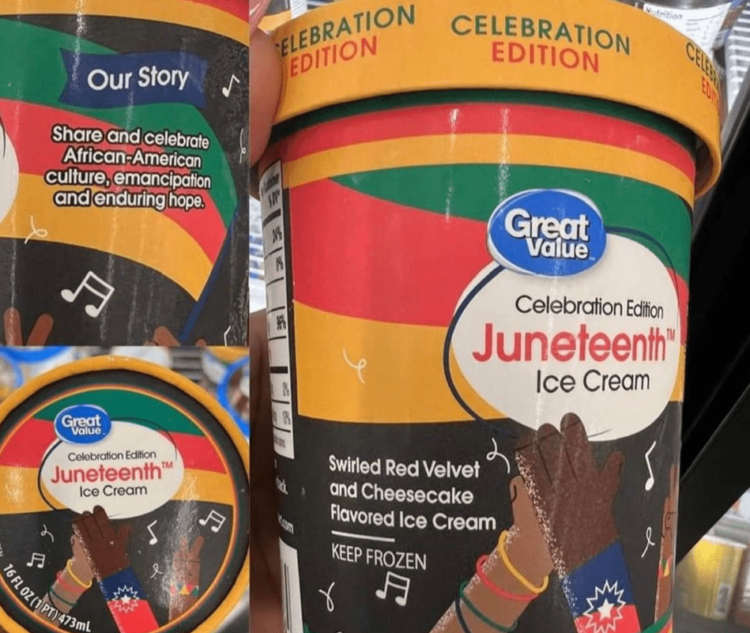 Our Story
Share and celebrate
African-American
culture, emancipation
and enduring hope.
CELEBRATION
EDITION
CELEBRATION
EDITION
Great
Value
Celebration Edition
Juneteenth™
Ice Cream
Swirled Red Velvet
and Cheesecake
Flavored Ice Cream
KEEP FROZEN
Great
Value
Celebration Edition
Juneteenth™
Ice Cream
16 FL OZ (1 PT) 473mL